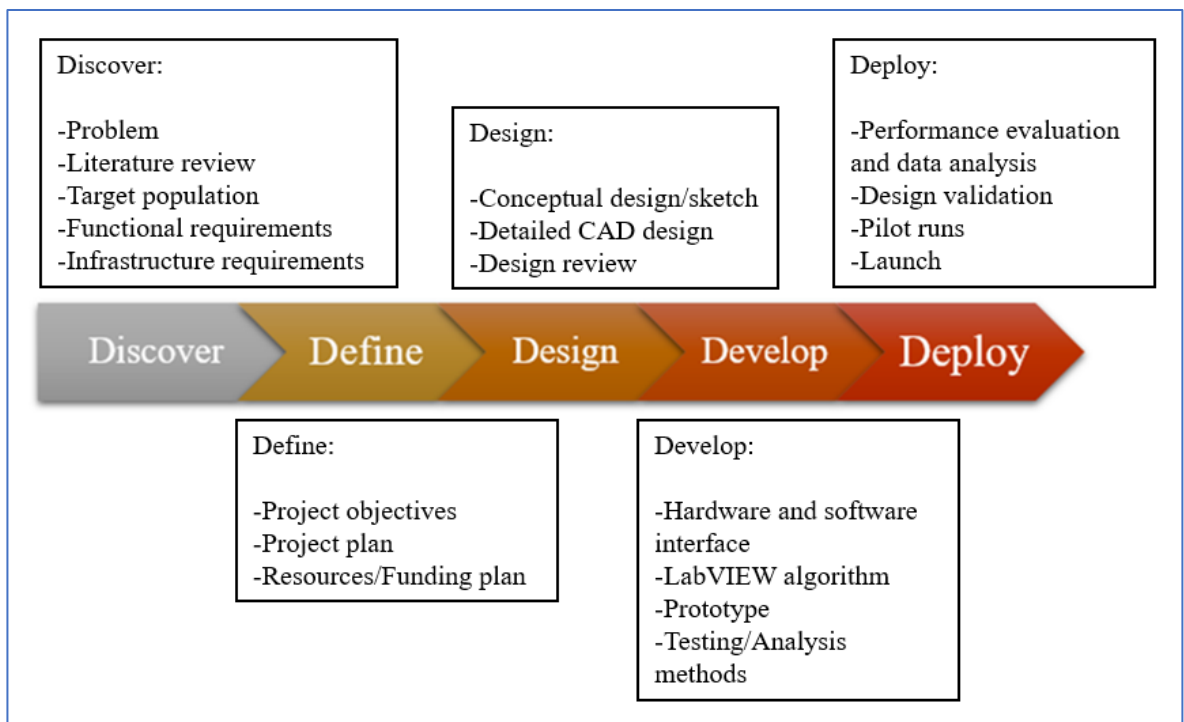 Discover:
-Problem
-Literature review
-Target population
-Functional requirements
-Infrastructure requirements
Design:
-Conceptual design/sketch
-Detailed CAD design
-Design review
Deploy:
-Performance evaluation
and data analysis
-Design validation
-Pilot runs
-Launch
Discover
Define
Design
Develop
Deploy
Define:
-Project objectives
-Project plan
-Resources/Funding plan
Develop:
-Hardware and software
interface
-LabVIEW algorithm
-Prototype
-Testing/Analysis
methods